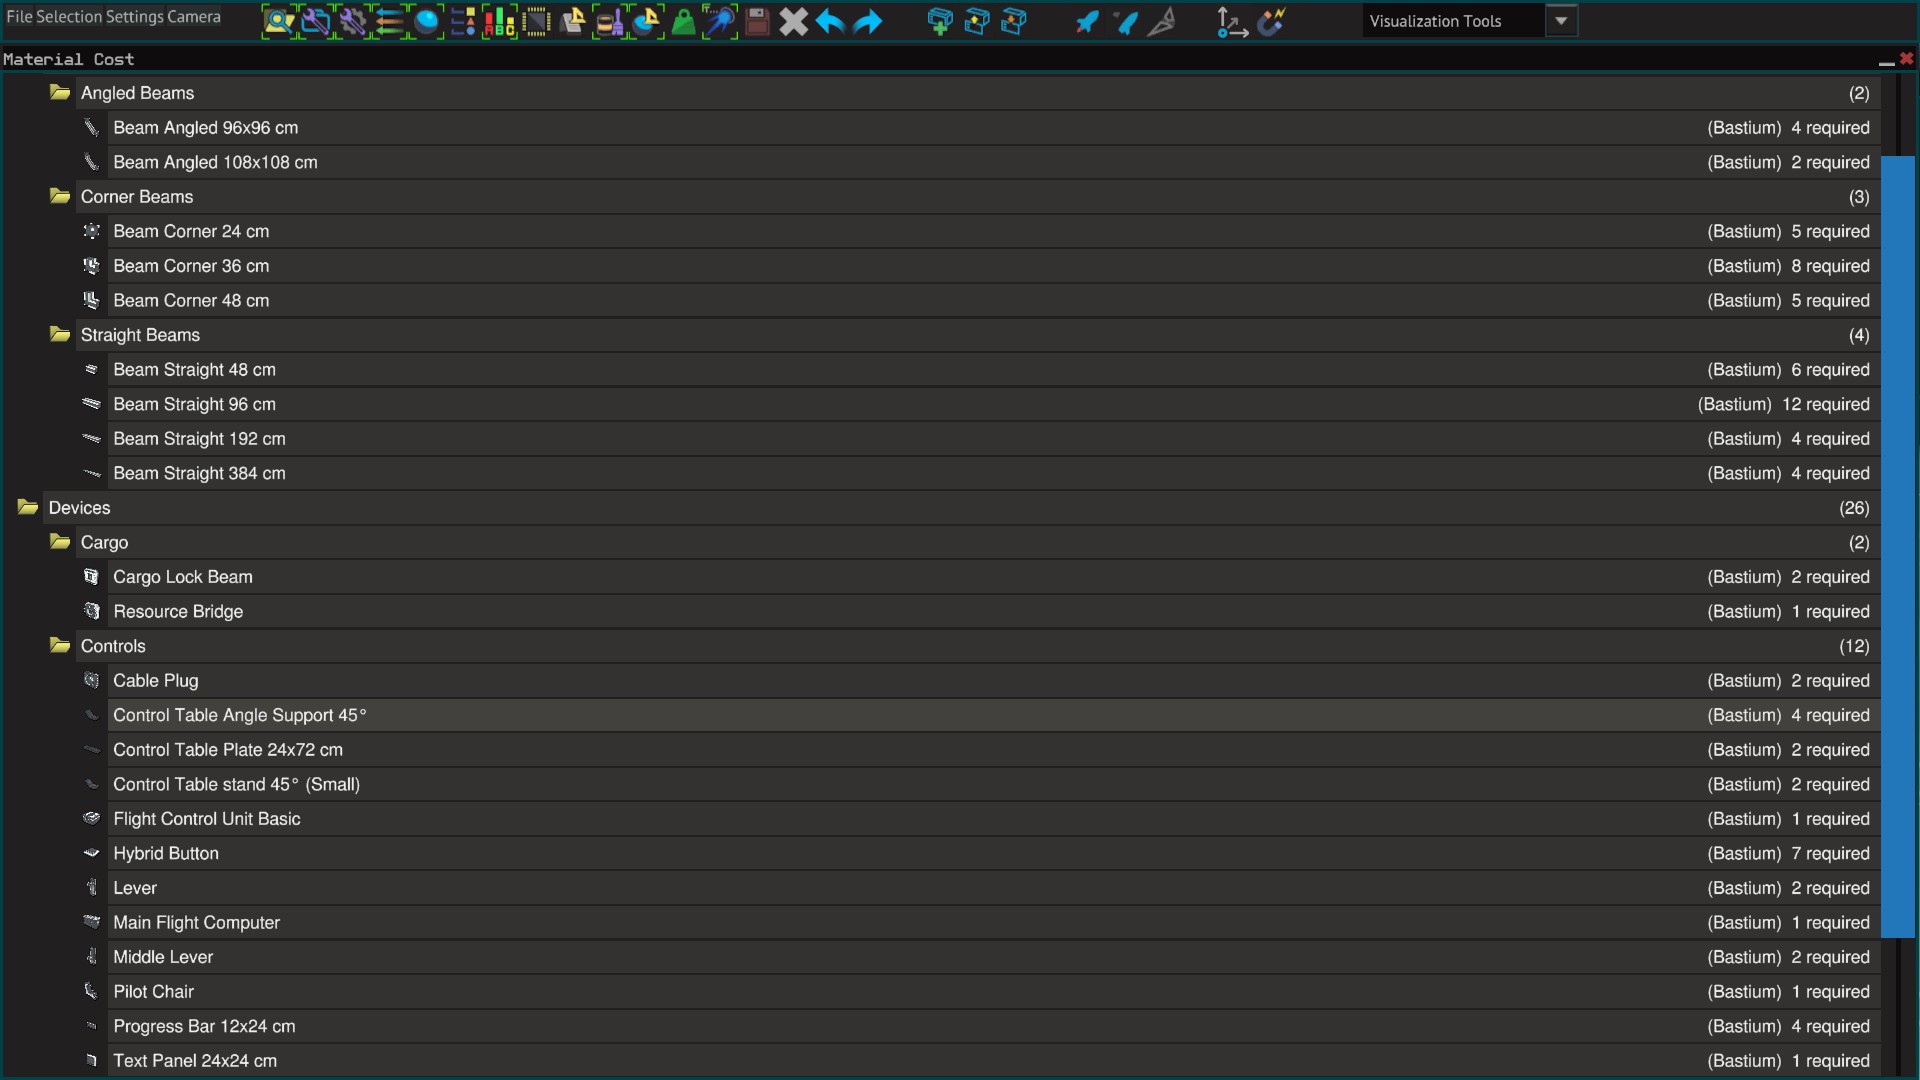 File Selection Settings Camera
Visualization Tools
Material Cost
Angled Beams (2)
Beam Angled 96x96 cm (Bastium) 4 required
Beam Angled 108x108 cm (Bastium) 2 required
Corner Beams (3)
Beam Corner 24 cm (Bastium) 5 required
Beam Corner 36 cm (Bastium) 8 required
Beam Corner 48 cm (Bastium) 5 required
Straight Beams (4)
Beam Straight 48 cm (Bastium) 6 required
Beam Straight 96 cm (Bastium) 12 required
Beam Straight 192 cm (Bastium) 4 required
Beam Straight 384 cm (Bastium) 4 required
Devices (26)
Cargo (2)
Cargo Lock Beam (Bastium) 2 required
Resource Bridge (Bastium) 1 required
Controls (12)
Cable Plug (Bastium) 2 required
Control Table Angle Support 45° (Bastium) 4 required
Control Table Plate 24x72 cm (Bastium) 2 required
Control Table stand 45° (Small) (Bastium) 2 required
Flight Control Unit Basic (Bastium) 1 required
Hybrid Button (Bastium) 7 required
Lever (Bastium) 2 required
Main Flight Computer (Bastium) 1 required
Middle Lever (Bastium) 2 required
Pilot Chair (Bastium) 1 required
Progress Bar 12x24 cm (Bastium) 4 required
Text Panel 24x24 cm (Bastium) 1 required